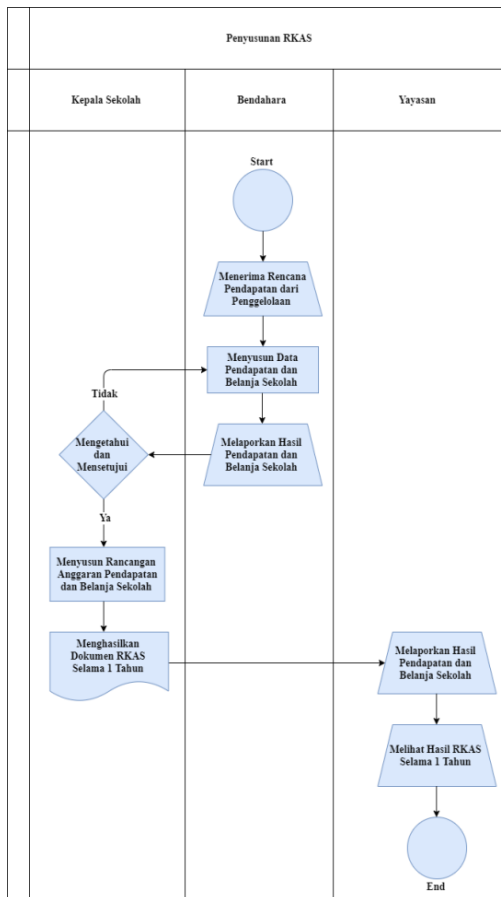 Penyusunan RKAS
Kepala Sekolah
Bendahara
Yayasan
Start
Menerima Rencana
Pendapatan dari
Penggelolaan
Menyusun Data
Pendapatan dan
Belanja Sekolah
Tidak
Mengetahui
dan
Mensetujui
Melaporkan Hasil
Pendapatan dan
Belanja Sekolah
Ya
Menyusun Rancangan
Anggaran Pendapatan
dan Belanja Sekolah
Menghasilkan
Dokumen RKAS
Selama 1 Tahun
Melaporkan Hasil
Pendapatan dan
Belanja Sekolah
Melihat Hasil RKAS
Selama 1 Tahun
End